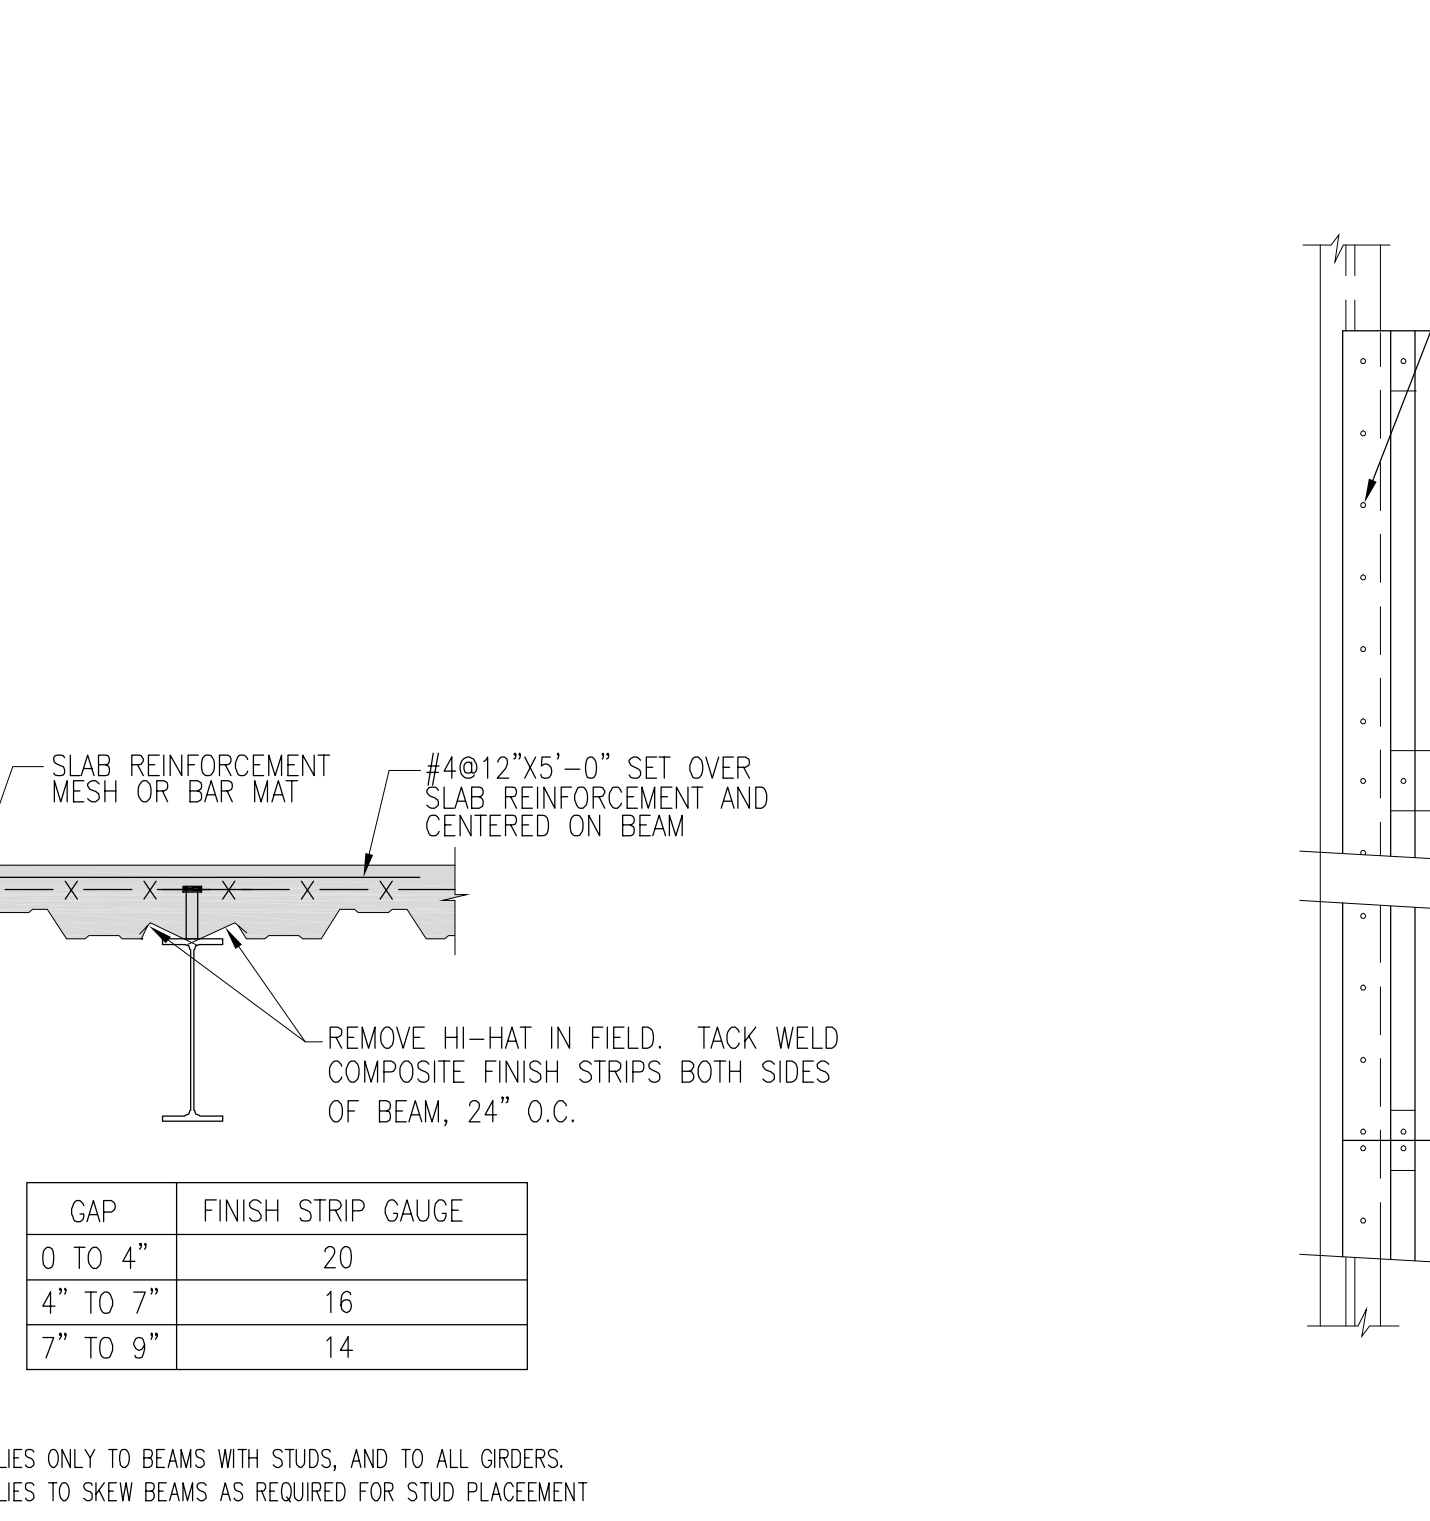 SLAB REINFORCEMENT
MESH OR BAR MAT
#4@12"X5'-0" SET OVER
SLAB REINFORCEMENT AND
CENTERED ON BEAM
REMOVE HI-HAT IN FIELD. TACK WELD
COMPOSITE FINISH STRIPS BOTH SIDES
OF BEAM, 24" O.C.
GAP FINISH STRIP GAUGE
0 TO 4" 20
4" TO 7" 16
7" TO 9" 14
LIES ONLY TO BEAMS WITH STUDS, AND TO ALL GIRDERS.
LIES TO SKEW BEAMS AS REQUIRED FOR STUD PLACEEMENT